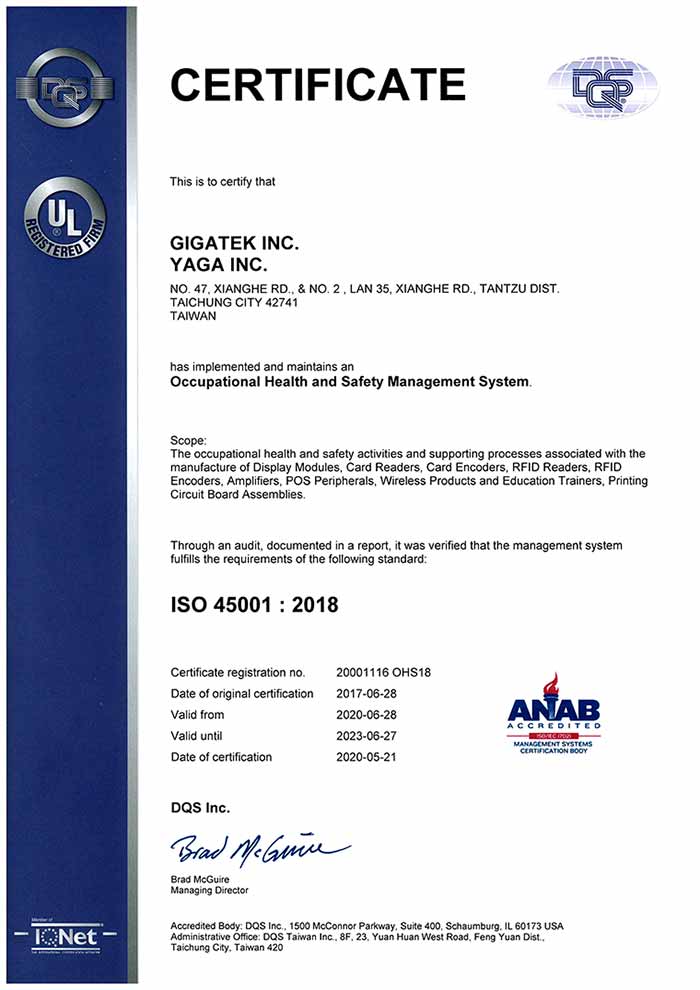 DQS
CERTIFICATE
DQS
UL
®
REGISTERED FIRM
This is to certify that
GIGATEK INC.
YAGA INC.
NO. 47, XIANGHE RD., & NO. 2 , LAN 35, XIANGHE RD., TANTZU DIST.
TAICHUNG CITY 42741
TAIWAN
has implemented and maintains an
Occupational Health and Safety Management System.
Scope:
The occupational health and safety activities and supporting processes associated with the
manufacture of Display Modules, Card Readers, Card Encoders, RFID Readers, RFID
Encoders, Amplifiers, POS Peripherals, Wireless Products and Education Trainers, Printing
Circuit Board Assemblies.
Through an audit, documented in a report, it was verified that the management system
fulfills the requirements of the following standard:
ISO 45001 : 2018
Certificate registration no. 20001116 OHS18
Date of original certification 2017-06-28
Valid from 2020-06-28
Valid until 2023-06-27
Date of certification 2020-05-21
ANAB
ACCREDITED
ISO/IEC 17021
MANAGEMENT SYSTEMS
CERTIFICATION BODY
DQS Inc.
Brad McGuire
Brad McGuire
Managing Director
Member of
IQNet
THE INTERNATIONAL CERTIFICATION NETWORK
Accredited Body: DQS Inc., 1500 McConnor Parkway, Suite 400, Schaumburg, IL 60173 USA
Administrative Office: DQS Taiwan Inc., 8F, 23, Yuan Huan West Road, Feng Yuan Dist.,
Taichung City, Taiwan 420